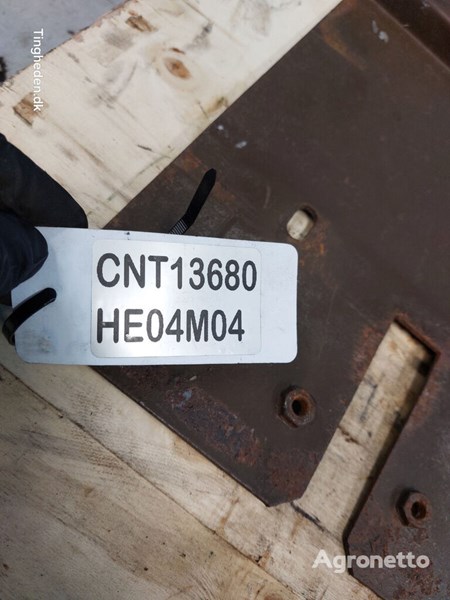 Tingheden.dk
CNT13680
HE04M04
Agronetto